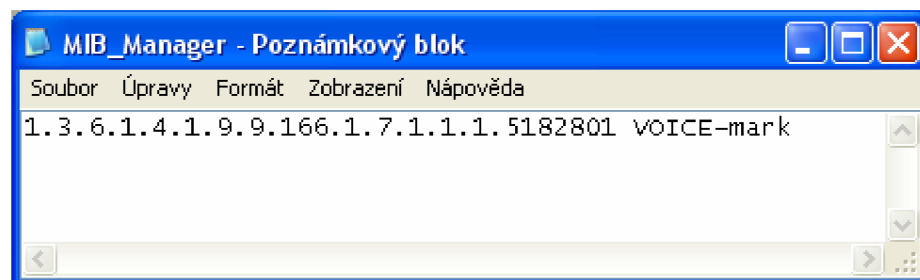 MIB_Manager - Poznámkový blok
Soubor Úpravy Formát Zobrazení Nápověda
1.3.6.1.4.1.9.9.166.1.7.1.1.1.5182801 VOICE-mark